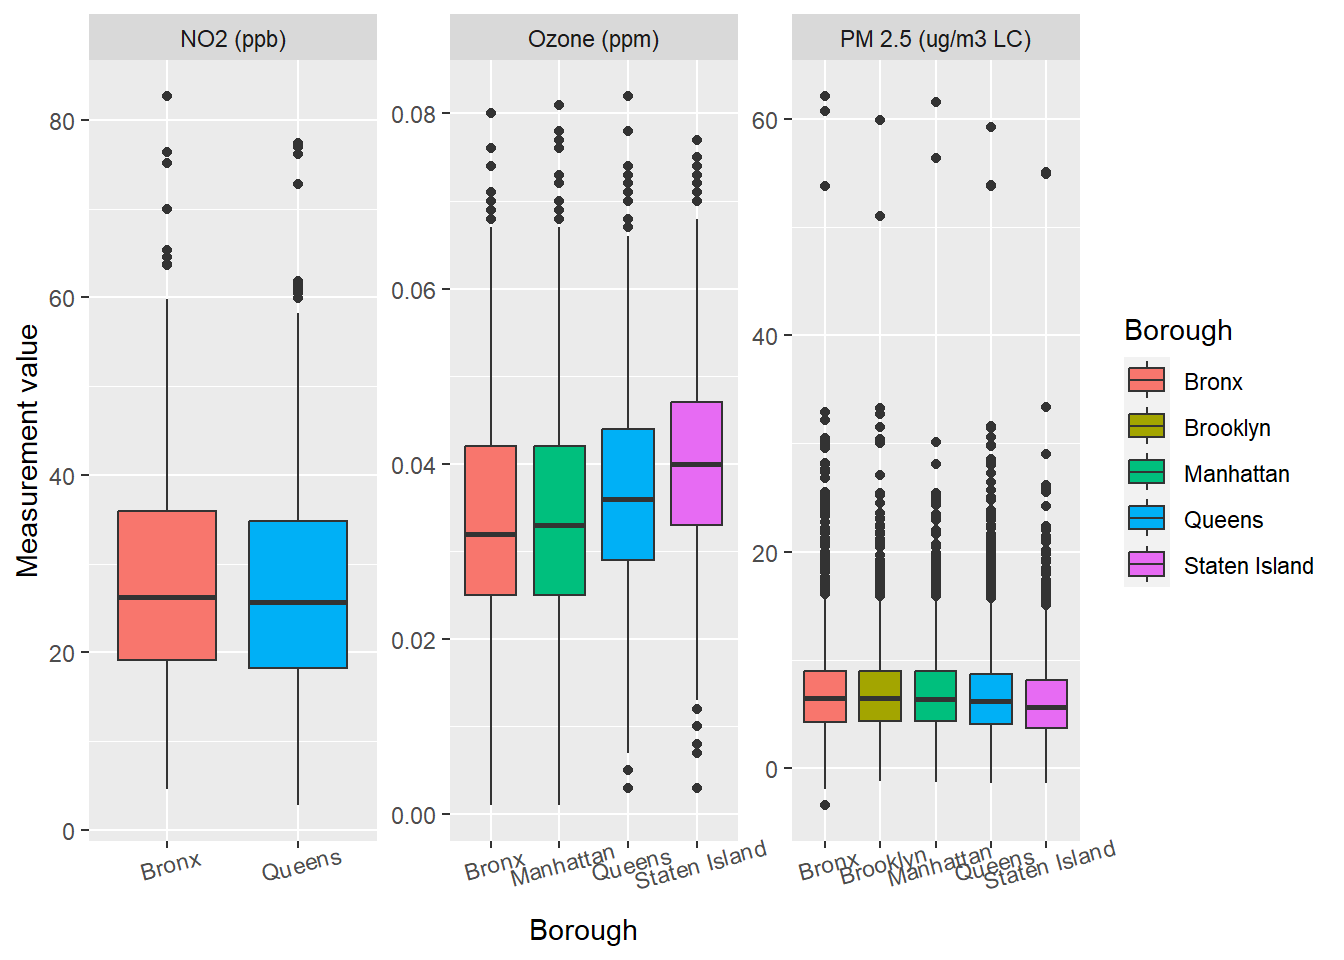 NO2 (ppb)
Ozone (ppm)
PM 2.5 (ug/m3 LC)
Measurement value
80
60
40
20
0
0.08
0.06
0.04
0.02
0.00
60
40
20
0
Bronx
Queens
Bronx
Manhattan
Queens
Staten Island
Bronx
Brooklyn
Manhattan
Queens
Staten Island
Borough
Borough
Bronx
Brooklyn
Manhattan
Queens
Staten Island